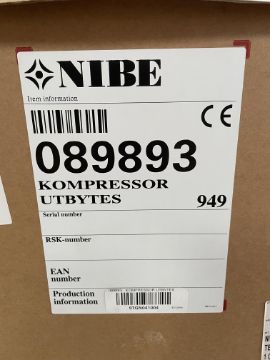 NIBE
Item information
CE
089893
KOMPRESSOR
UTBYTES 949
Serial number
RSK-number
EAN
number
Production
information